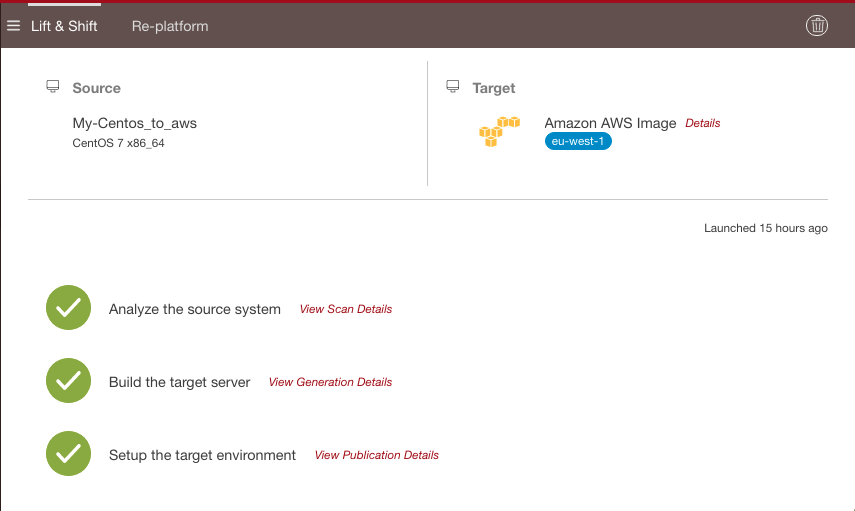 Lift & Shift
Re-platform
Source
My-Centos_to_aws
CentOS 7 x86_64
Target
Amazon AWS Image Details
eu-west-1
Launched 15 hours ago
Analyze the source system View Scan Details
Build the target server View Generation Details
Setup the target environment View Publication Details